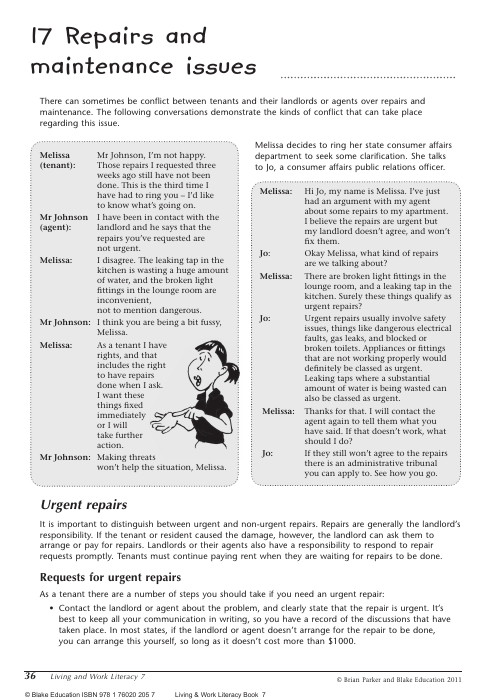 17 Repairs and
maintenance issues
There can sometimes be conflict between tenants and their landlords or agents over repairs and
maintenance. The following conversations demonstrate the kinds of conflict that can take place
regarding this issue.
Melissa Mr Johnson, I'm not happy.
(tenant): Those repairs I requested three
weeks ago still have not been
done. This is the third time I
have had to ring you – I'd like
to know what's going on.
Mr Johnson I have been in contact with the
(agent): landlord and he says that the
repairs you've requested are
not urgent.
Melissa: I disagree. The leaking tap in the
kitchen is wasting a huge amount
of water, and the broken light
fittings in the lounge room are
inconvenient,
not to mention dangerous.
Mr Johnson: I think you are being a bit fussy,
Melissa.
Melissa: As a tenant I have
rights, and that
includes the right
to have repairs
done when I ask.
I want these
things fixed
immediately
or I will
take further
action.
Mr Johnson: Making threats
won't help the situation, Melissa.
Melissa decides to ring her state consumer affairs
department to seek some clarification. She talks
to Jo, a consumer affairs public relations officer.
Melissa: Hi Jo, my name is Melissa. I've just
had an argument with my agent
about some repairs to my apartment.
I believe the repairs are urgent but
my landlord doesn't agree, and won't
fix them.
Jo: Okay Melissa, what kind of repairs
are we talking about?
Melissa: There are broken light fittings in the
lounge room, and a leaking tap in the
kitchen. Surely these things qualify as
urgent repairs?
Jo: Urgent repairs usually involve safety
issues, things like dangerous electrical
faults, gas leaks, and blocked or
broken toilets. Appliances or fittings
that are not working properly would
definitely be classed as urgent.
Leaking taps where a substantial
amount of water is being wasted can
also be classed as urgent.
Melissa: Thanks for that. I will contact the
agent again to tell them what you
have said. If that doesn't work, what
should I do?
Jo: If they still won't agree to the repairs
there is an administrative tribunal
you can apply to. See how you go.
Urgent repairs
It is important to distinguish between urgent and non-urgent repairs. Repairs are generally the landlord's
responsibility. If the tenant or resident caused the damage, however, the landlord can ask them to
arrange or pay for repairs. Landlords or their agents also have a responsibility to respond to repair
requests promptly. Tenants must continue paying rent when they are waiting for repairs to be done.
Requests for urgent repairs
As a tenant there are a number of steps you should take if you need an urgent repair:
• Contact the landlord or agent about the problem, and clearly state that the repair is urgent. It's
best to keep all your communication in writing, so you have a record of the discussions that have
taken place. In most states, if the landlord or agent doesn't arrange for the repair to be done,
you can arrange this yourself, so long as it doesn't cost more than $1000.
36 Living and Work Literacy 7
© Brian Parker and Blake Education 2011
© Blake Education ISBN 978 1 76020 205 7 Living & Work Literacy Book 7